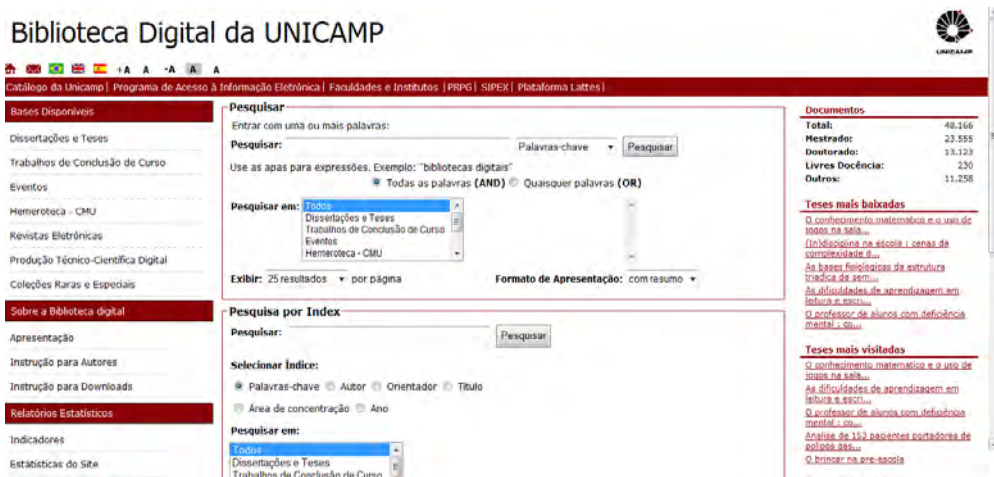 Biblioteca Digital da UNICAMP
UNICAMP
+A A -A A A
Catálogo da Unicamp| Programa de Acesso à Informação Eletrônica| Faculdades e Institutos |PRPG| SIPEX| Plataforma Lattes|
Bases Disponíveis
Dissertações e Teses
Trabalhos de Conclusão de Curso
Eventos
Hemeroteca - CMU
Revistas Eletrônicas
Produção Técnico-Científica Digital
Coleções Raras e Especiais
Sobre a Biblioteca digital
Apresentação
Instrução para Autores
Instrução para Downloads
Relatórios Estatísticos
Indicadores
Estatísticas do Site
Pesquisar
Entrar com uma ou mais palavras:
Pesquisar: Palavras-chave Pesquisar
Use as apas para expressões. Exemplo: "bibliotecas digitais"
Todas as palavras (AND) Quaisquer palavras (OR)
Pesquisar em: Todos
Dissertações e Teses
Trabalhos de Conclusão de Curso
Eventos
Hemeroteca - CMU
Exibir: 25 resultados por página Formato de Apresentação: com resumo
Pesquisa por Index
Pesquisar: Pesquisar
Selecionar Índice:
Palavras-chave Autor Orientador Título
Área de concentração Ano
Pesquisar em:
Todos
Dissertações e Teses
Trabalhos de Conclusão de Curso
Documentos
Total: 48.166
Mestrado: 23.555
Doutorado: 13.123
Livres Docência: 230
Outros: 11.258
Teses mais baixadas
O conhecimento matematico e o uso de
jogos na sala...
(In)disciplina na escola : cenas da
complexidade d...
As bases fisiologicas da estrutura
triadica de sem...
As dificuldades de aprendizagem em
leitura e escri...
O professor de alunos com deficiência
mental : co...
Teses mais visitadas
O conhecimento matematico e o uso de
jogos na sala...
As dificuldades de aprendizagem em
leitura e escri...
O professor de alunos com deficiência
mental : co...
Analise de 152 pacientes portadores de
polipos gas...
O brincar na pre-escola